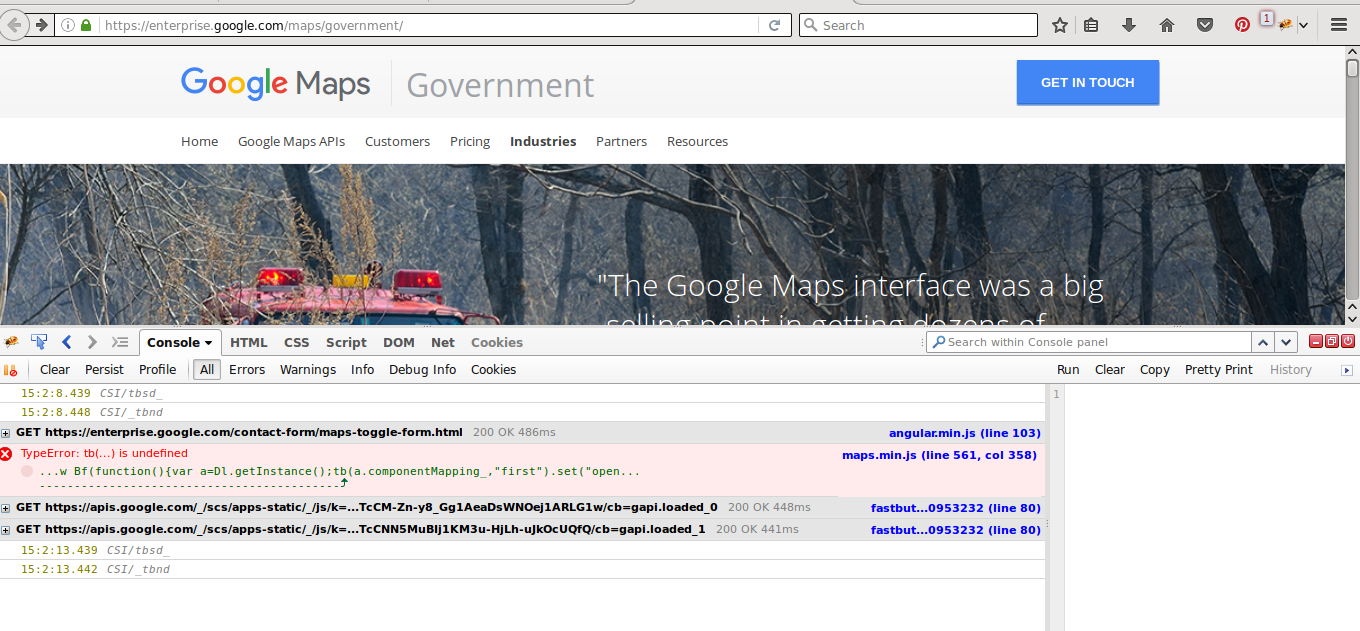 https://enterprise.google.com/maps/government/
Search
1
Google Maps Government
GET IN TOUCH
Home Google Maps APIs Customers Pricing Industries Partners Resources
"The Google Maps interface was a big
selling point in getting dozens of
Console HTML CSS Script DOM Net Cookies
Search within Console panel
Clear Persist Profile All Errors Warnings Info Debug Info Cookies
Run Clear Copy Pretty Print History
15:2:8.439 CSI/tbsd_
1
15:2:8.448 CSI/_tbnd
GET https://enterprise.google.com/contact-form/maps-toggle-form.html 200 OK 486ms angular.min.js (line 103)
TypeError: tb(...) is undefined maps.min.js (line 561, col 358)
...w Bf(function(){var a=Dl.getInstance();tb(a.componentMapping_,"first").set("open...
GET https://apis.google.com/_/scs/apps-static/_/js/k=...TcCM-Zn-y8_Gg1AeaDsWNOej1ARLG1w/cb=gapi.loaded_0 200 OK 448ms fastbut...0953232 (line 80)
GET https://apis.google.com/_/scs/apps-static/_/js/k=...TcCNN5MuBIj1KM3u-HjLh-uJkOcUQfQ/cb=gapi.loaded_1 200 OK 441ms fastbut...0953232 (line 80)
15:2:13.439 CSI/tbsd_
15:2:13.442 CSI/_tbnd